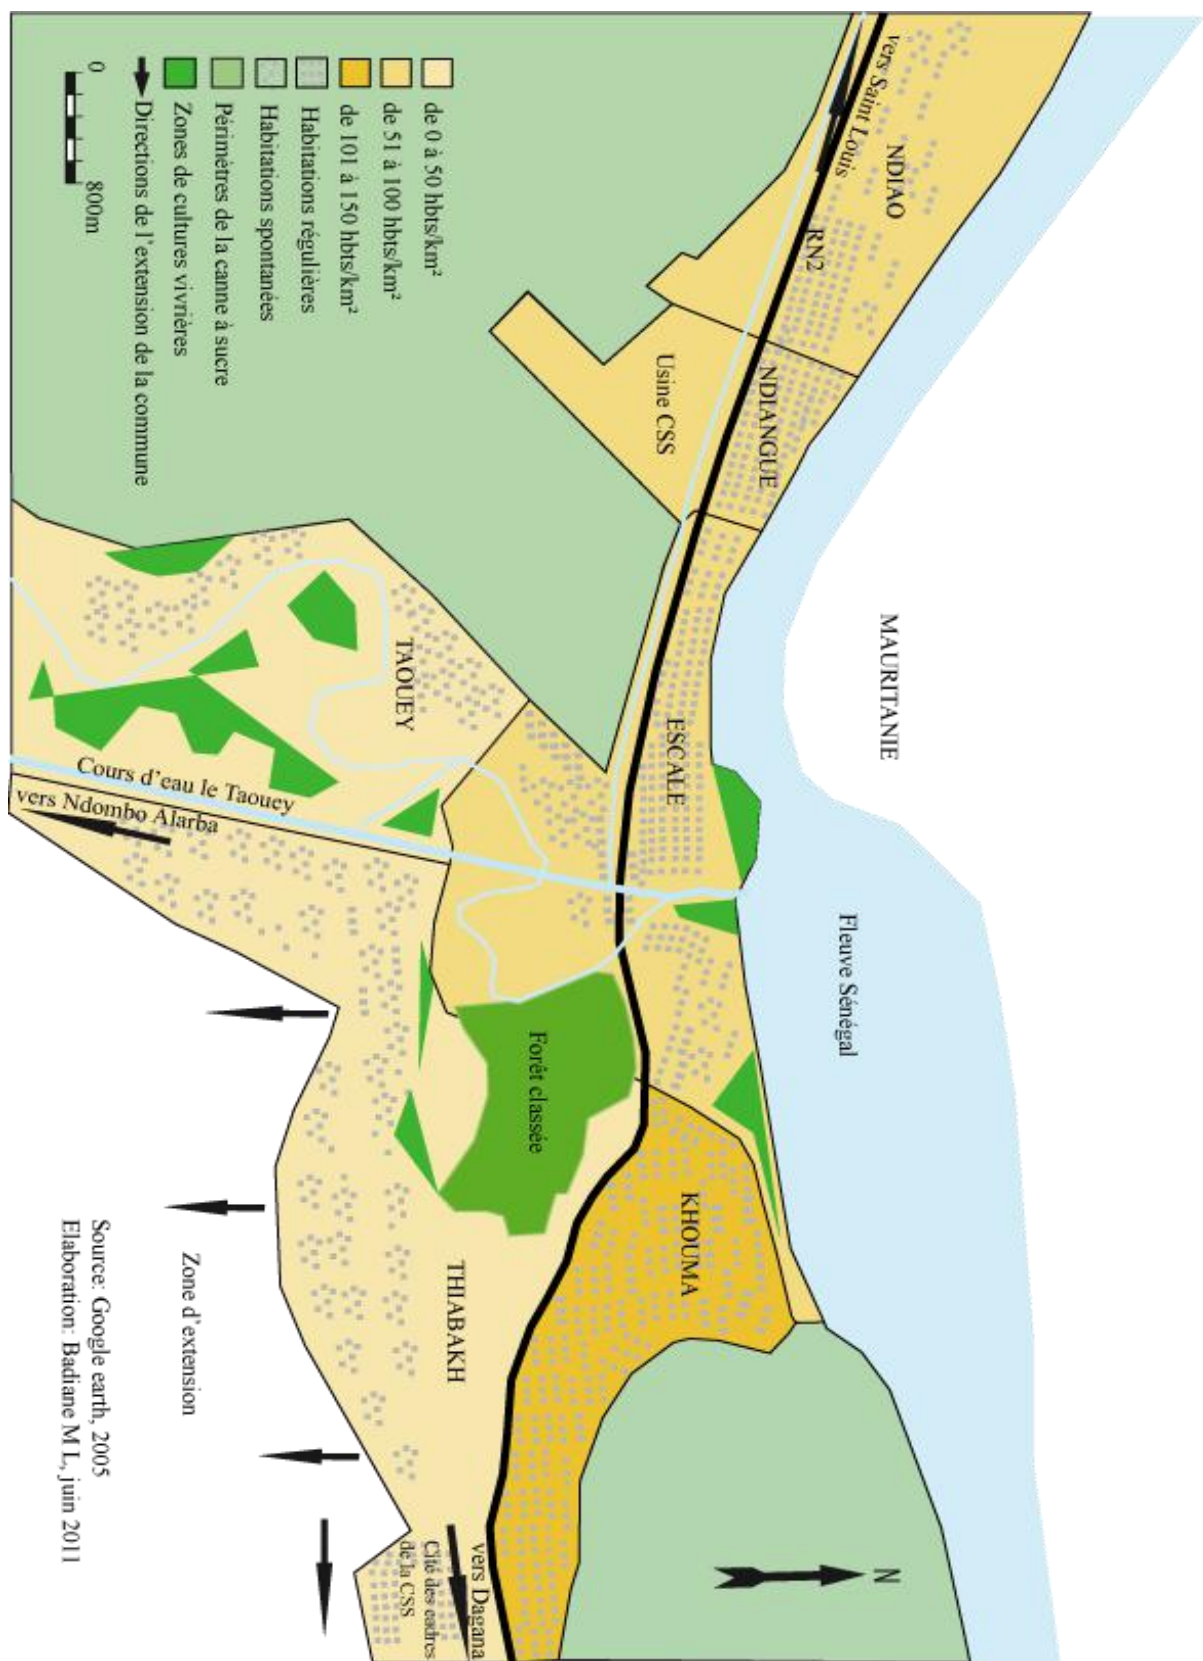 MAURITANIE
Fleuve Sénégal
N
vers Saint Louis
NDIAO
RN2
NDIANGUE
Usine CSS
ESCALE
KHOUMA
Forêt classée
TAOUEY
THIABAKH
vers Dagana
Cité des cadres
de la CSS
Cours d'eau le Taouey
vers Ndombo Alarba
Zone d'extension
de 0 à 50 hbts/km²
de 51 à 100 hbts/km²
de 101 à 150 hbts/km²
Habitations régulières
Habitations spontanées
Périmètres de la canne à sucre
Zones de cultures vivrières
Directions de l'extension de la commune
0 800m
Source: Google earth, 2005
Elaboration: Badiane M L, juin 2011